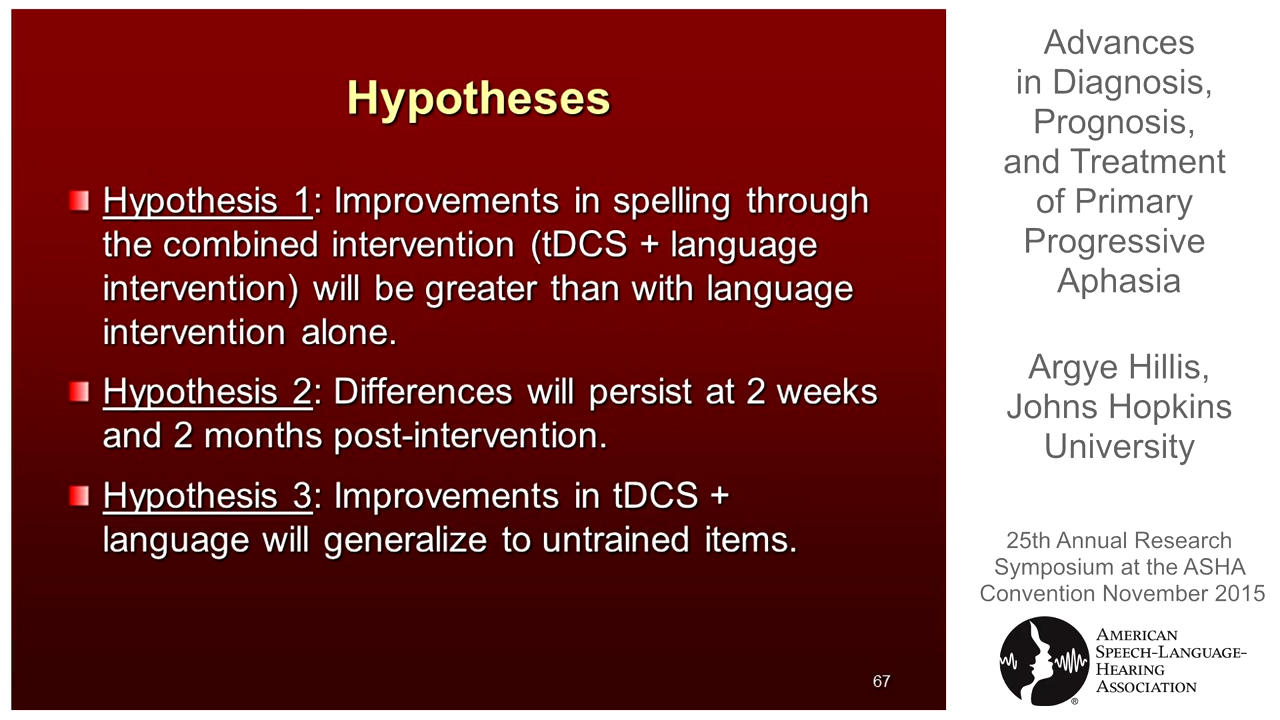 Hypotheses
Hypothesis 1: Improvements in spelling through
the combined intervention (tDCS + language
intervention) will be greater than with language
intervention alone.
Hypothesis 2: Differences will persist at 2 weeks
and 2 months post-intervention.
Hypothesis 3: Improvements in tDCS +
language will generalize to untrained items.
67
Advances
in Diagnosis,
Prognosis,
and Treatment
of Primary
Progressive
Aphasia
Argye Hillis,
Johns Hopkins
University
25th Annual Research
Symposium at the ASHA
Convention November 2015
AMERICAN
SPEECH-LANGUAGE-
HEARING
ASSOCIATION
®